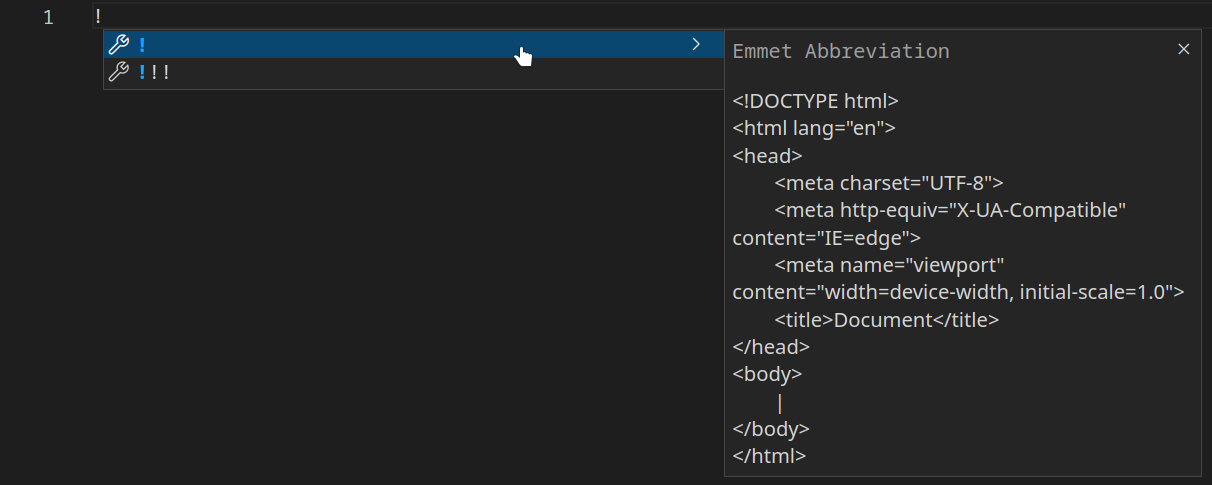 1 !
!
!!!
Emmet Abbreviation
<!DOCTYPE html>
<html lang="en">
<head>
    <meta charset="UTF-8">
    <meta http-equiv="X-UA-Compatible"
content="IE=edge">
    <meta name="viewport"
content="width=device-width, initial-scale=1.0">
    <title>Document</title>
</head>
<body>
    |
</body>
</html>